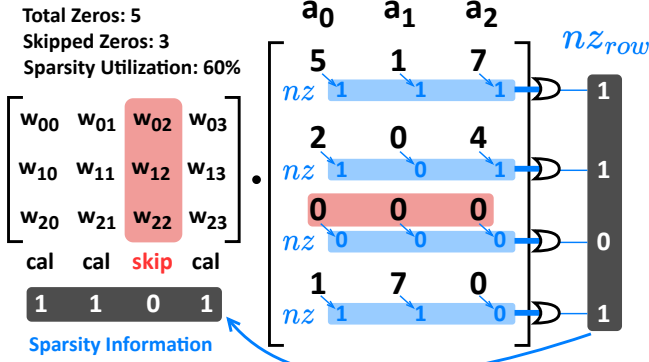 Total Zeros: 5
Skipped Zeros: 3
Sparsity Utilization: 60%
a0 a1 a2
nzrow
5 1 7
nz 1 1 1 1
w00 w01 w02 w03
2 0 4
nz 1 0 1 1
w10 w11 w12 w13
0 0 0
nz 0 0 0 0
w20 w21 w22 w23
cal cal skip cal
1 7 0
nz 1 1 0 1
1 1 0 1
Sparsity Information